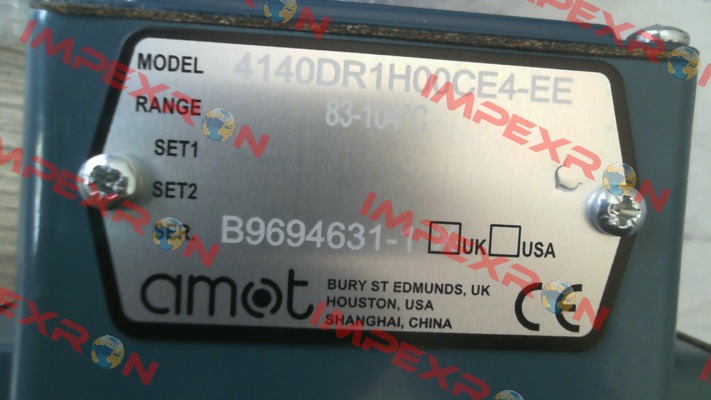 MODEL 4140DR1H00CE4-EE
RANGE 83-104°C
SET1
SET2
SER. B9694631-1 UK USA
amot
BURY ST EDMUNDS, UK
HOUSTON, USA
SHANGHAI, CHINA
CE
IMPEXRON
IMPEXRON
IMPEXRON
IMPEXRON